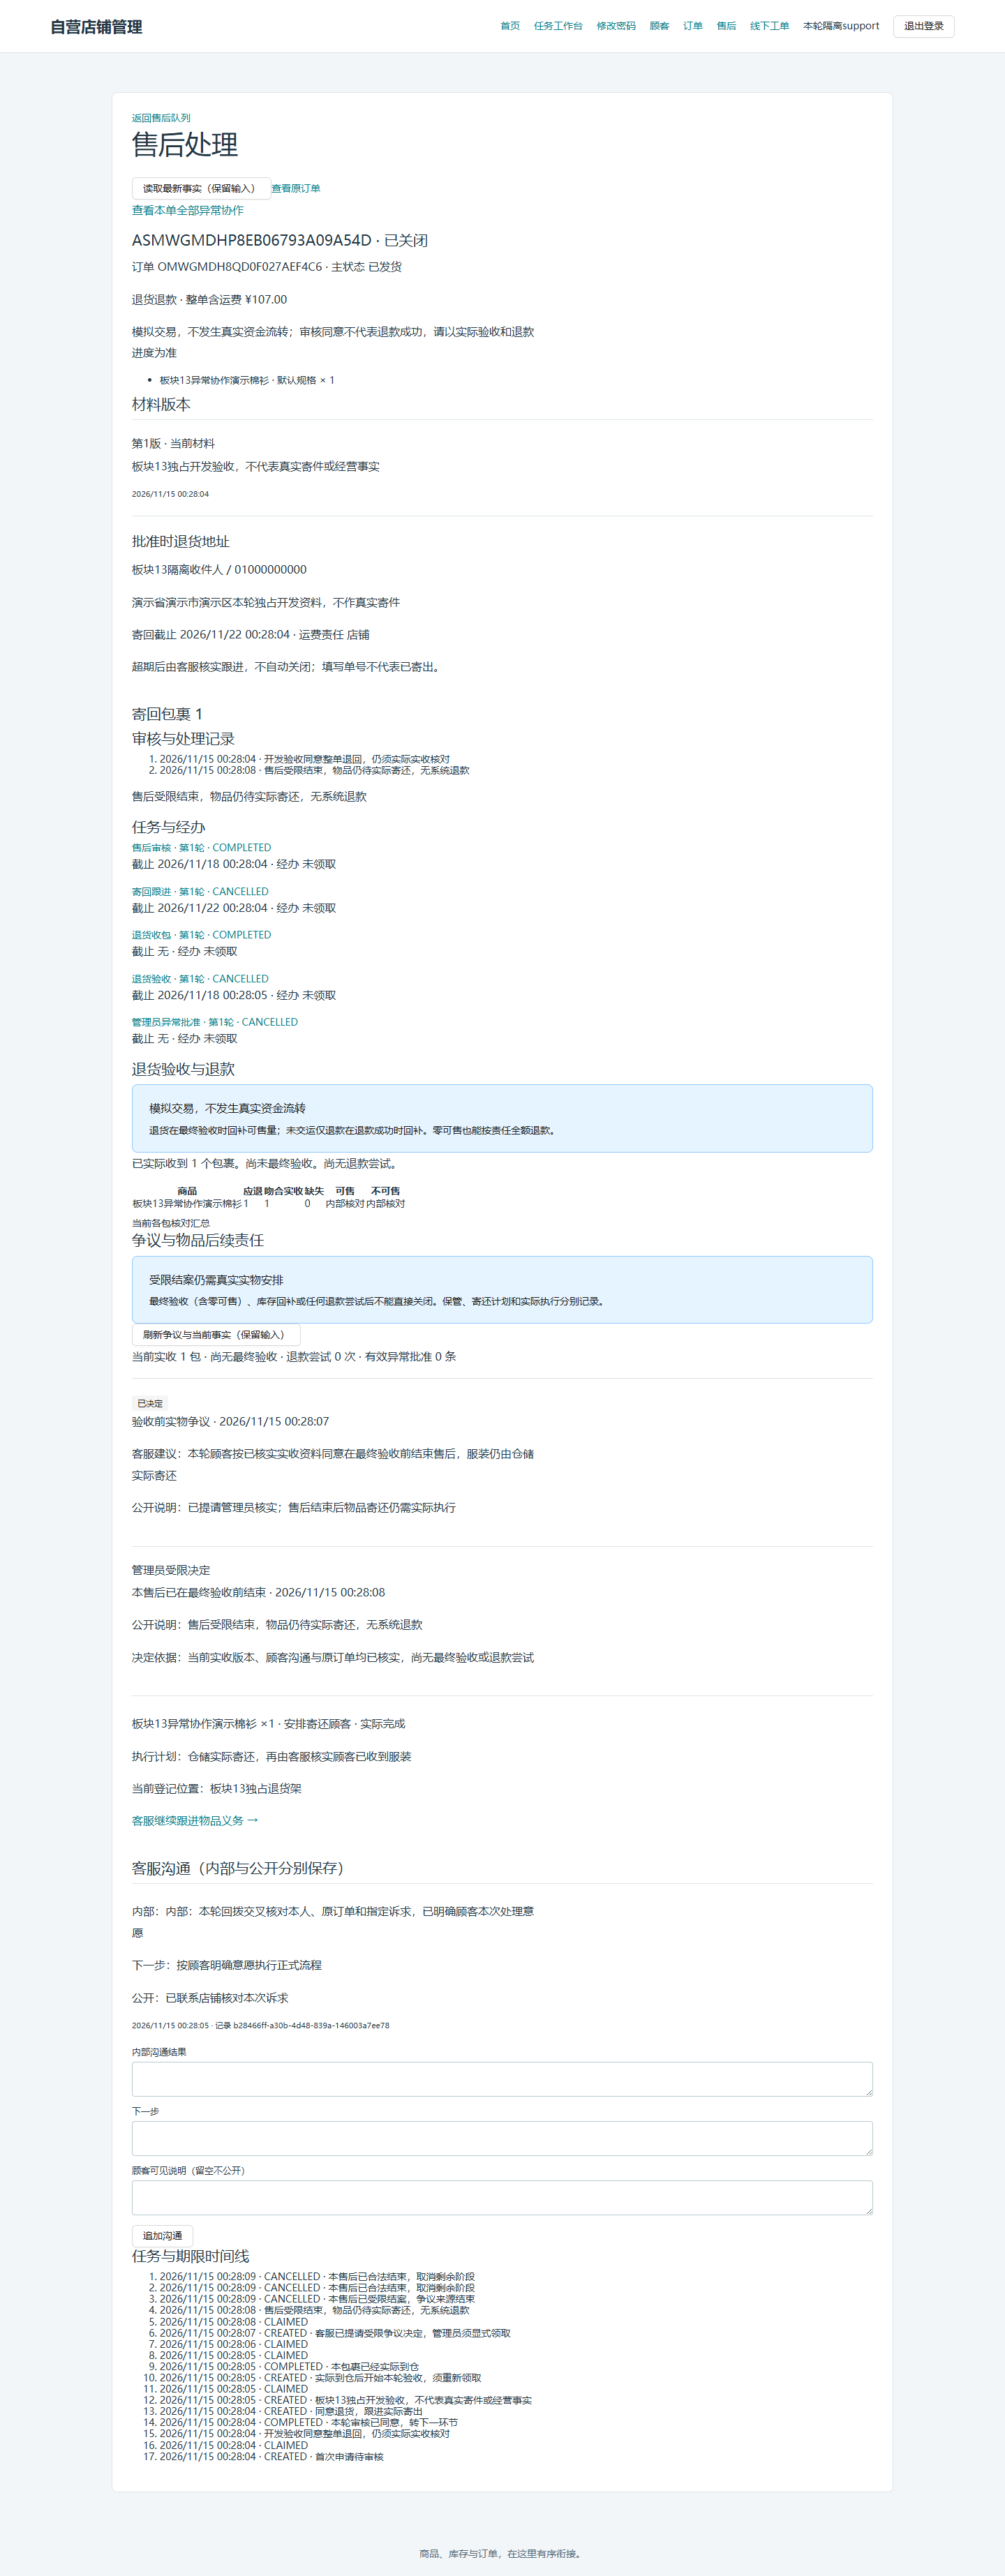 自营店铺管理
首页 任务工作台 修改密码 顾客 订单 售后 线下工单 本轮隔离support 退出登录
返回售后队列
售后处理
读取最新事实（保留输入） 查看原订单
查看本单全部异常协作
ASMWGMDHP8EB06793A09A54D · 已关闭
订单 OMWGMDH8QD0F027AEF4C6 · 主状态 已发货
退货退款 · 整单含运费 ¥107.00
模拟交易，不发生真实资金流转；审核同意不代表退款成功，请以实际验收和退款
进度为准
• 板块13异常协作演示棉衫 · 默认规格 × 1
材料版本
第1版 · 当前材料
板块13独占开发验收，不代表真实寄件或经营事实
2026/11/15 00:28:04
批准时退货地址
板块13隔离收件人 / 01000000000
演示省演示市演示区本轮独占开发资料，不作真实寄件
寄回截止 2026/11/22 00:28:04 · 运费责任 店铺
超期后由客服核实跟进，不自动关闭；填写单号不代表已寄出。
寄回包裹 1
审核与处理记录
1. 2026/11/15 00:28:04 · 开发验收同意整单退回，仍须实际实收核对
2. 2026/11/15 00:28:08 · 售后受限结束，物品仍待实际寄还，无系统退款
售后受限结束，物品仍待实际寄还，无系统退款
任务与经办
售后审核 · 第1轮 · COMPLETED
截止 2026/11/18 00:28:04 · 经办 未领取
寄回跟进 · 第1轮 · CANCELLED
截止 2026/11/22 00:28:04 · 经办 未领取
退货收包 · 第1轮 · COMPLETED
截止 无 · 经办 未领取
退货验收 · 第1轮 · CANCELLED
截止 2026/11/18 00:28:05 · 经办 未领取
管理员异常批准 · 第1轮 · CANCELLED
截止 无 · 经办 未领取
退货验收与退款
模拟交易，不发生真实资金流转
退货在最终验收时回补可售量；未交运仅退款在退款成功时回补。零可售也能按责任全额退款。
已实际收到 1 个包裹。尚未最终验收。尚无退款尝试。
商品 应退 吻合实收 缺失 可售 不可售
板块13异常协作演示棉衫 1 1 0 内部核对 内部核对
当前各包核对汇总
争议与物品后续责任
受限结案仍需真实实物安排
最终验收（含零可售）、库存回补或任何退款尝试后不能直接关闭。保管、寄还计划和实际执行分别记录。
刷新争议与当前事实（保留输入）
当前实收 1 包 · 尚无最终验收 · 退款尝试 0 次 · 有效异常批准 0 条
已决定
验收前实物争议 · 2026/11/15 00:28:07
客服建议：本轮顾客按已核实实收资料同意在最终验收前结束售后，服装仍由仓储
实际寄还
公开说明：已提请管理员核实；售后结束后物品寄还仍需实际执行
管理员受限决定
本售后已在最终验收前结束 · 2026/11/15 00:28:08
公开说明：售后受限结束，物品仍待实际寄还，无系统退款
决定依据：当前实收版本、顾客沟通与原订单均已核实，尚无最终验收或退款尝试
板块13异常协作演示棉衫 ×1 · 安排寄还顾客 · 实际完成
执行计划：仓储实际寄还，再由客服核实顾客已收到服装
当前登记位置：板块13独占退货架
客服继续跟进物品义务 →
客服沟通（内部与公开分别保存）
内部：内部：本轮回拨交叉核对本人、原订单和指定诉求，已明确顾客本次处理意
愿
下一步：按顾客明确意愿执行正式流程
公开：已联系店铺核对本次诉求
2026/11/15 00:28:05 · 记录 b28466ff-a30b-4d48-839a-146003a7ee78
内部沟通结果
下一步
顾客可见说明（留空不公开）
追加沟通
任务与期限时间线
1. 2026/11/15 00:28:09 · CANCELLED · 本售后已合法结束，取消剩余阶段
2. 2026/11/15 00:28:09 · CANCELLED · 本售后已合法结束，取消剩余阶段
3. 2026/11/15 00:28:09 · CANCELLED · 本售后已受限结案，争议来源结束
4. 2026/11/15 00:28:08 · 售后受限结束，物品仍待实际寄还，无系统退款
5. 2026/11/15 00:28:08 · CLAIMED
6. 2026/11/15 00:28:07 · CREATED · 客服已提请受限争议决定，管理员须显式领取
7. 2026/11/15 00:28:06 · CLAIMED
8. 2026/11/15 00:28:05 · CLAIMED
9. 2026/11/15 00:28:05 · COMPLETED · 本包裹已经实际到仓
10. 2026/11/15 00:28:05 · CREATED · 实际到仓后开始本轮验收，须重新领取
11. 2026/11/15 00:28:05 · CLAIMED
12. 2026/11/15 00:28:05 · CREATED · 板块13独占开发验收，不代表真实寄件或经营事实
13. 2026/11/15 00:28:04 · CREATED · 同意退货，跟进实际寄出
14. 2026/11/15 00:28:04 · COMPLETED · 本轮审核已同意，转下一环节
15. 2026/11/15 00:28:04 · 开发验收同意整单退回，仍须实际实收核对
16. 2026/11/15 00:28:04 · CLAIMED
17. 2026/11/15 00:28:04 · CREATED · 首次申请待审核
商品、库存与订单，在这里有序衔接。